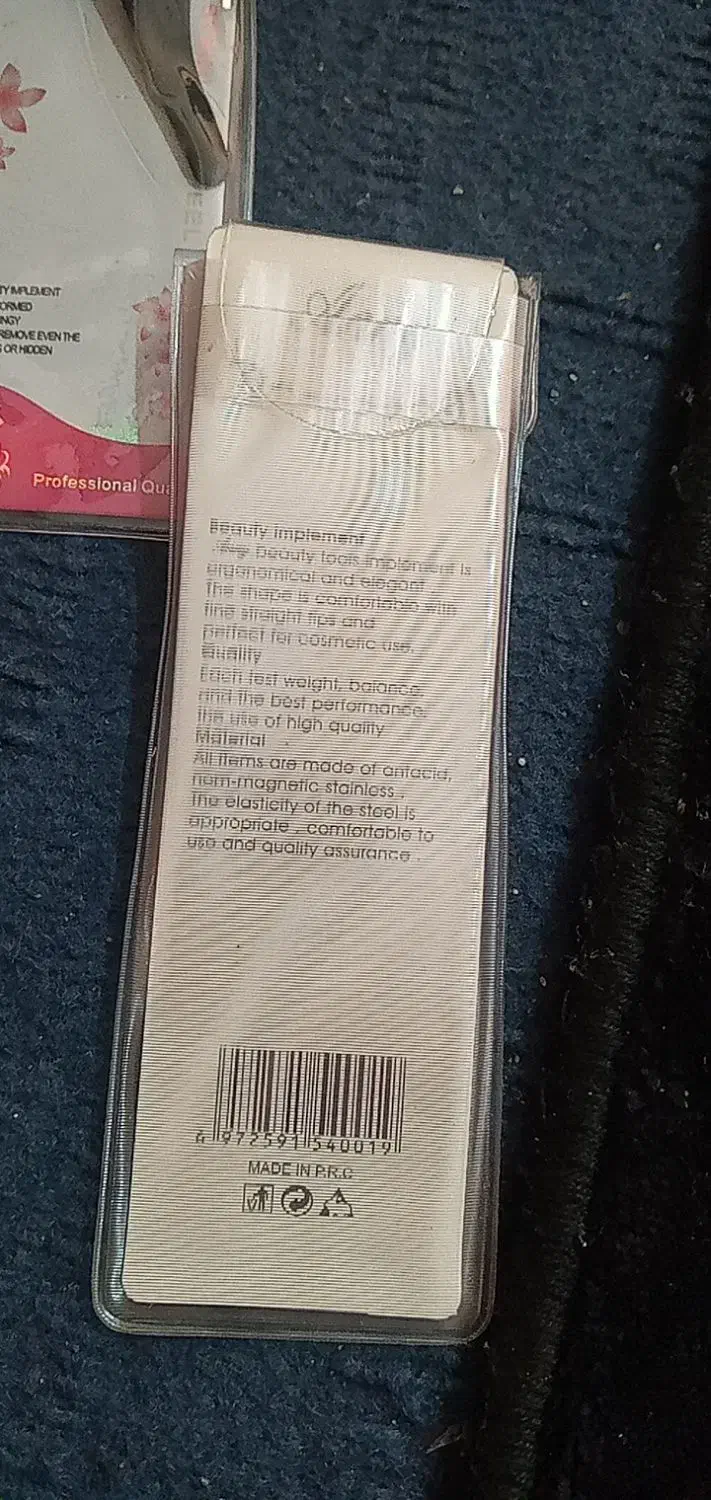 TY IMPLEMENT
ORMED
INGY
REMOVE EVEN THE
S OR HIDDEN
Professional Qua
Beauty implement
beauty tools implement is
ergonomical and elegant
The shape is comfortable with
fine straight tips and
perfect for cosmetic use.
Quality
Each test weight, balance
and the best performance,
the use of high quality
Material
All items are made of antacid,
nom-magnetic stainless,
The elasticity of the steel is
appropriate, comfortable to
use and quality assurance.
6 972591 540019
MADE IN P.R.C